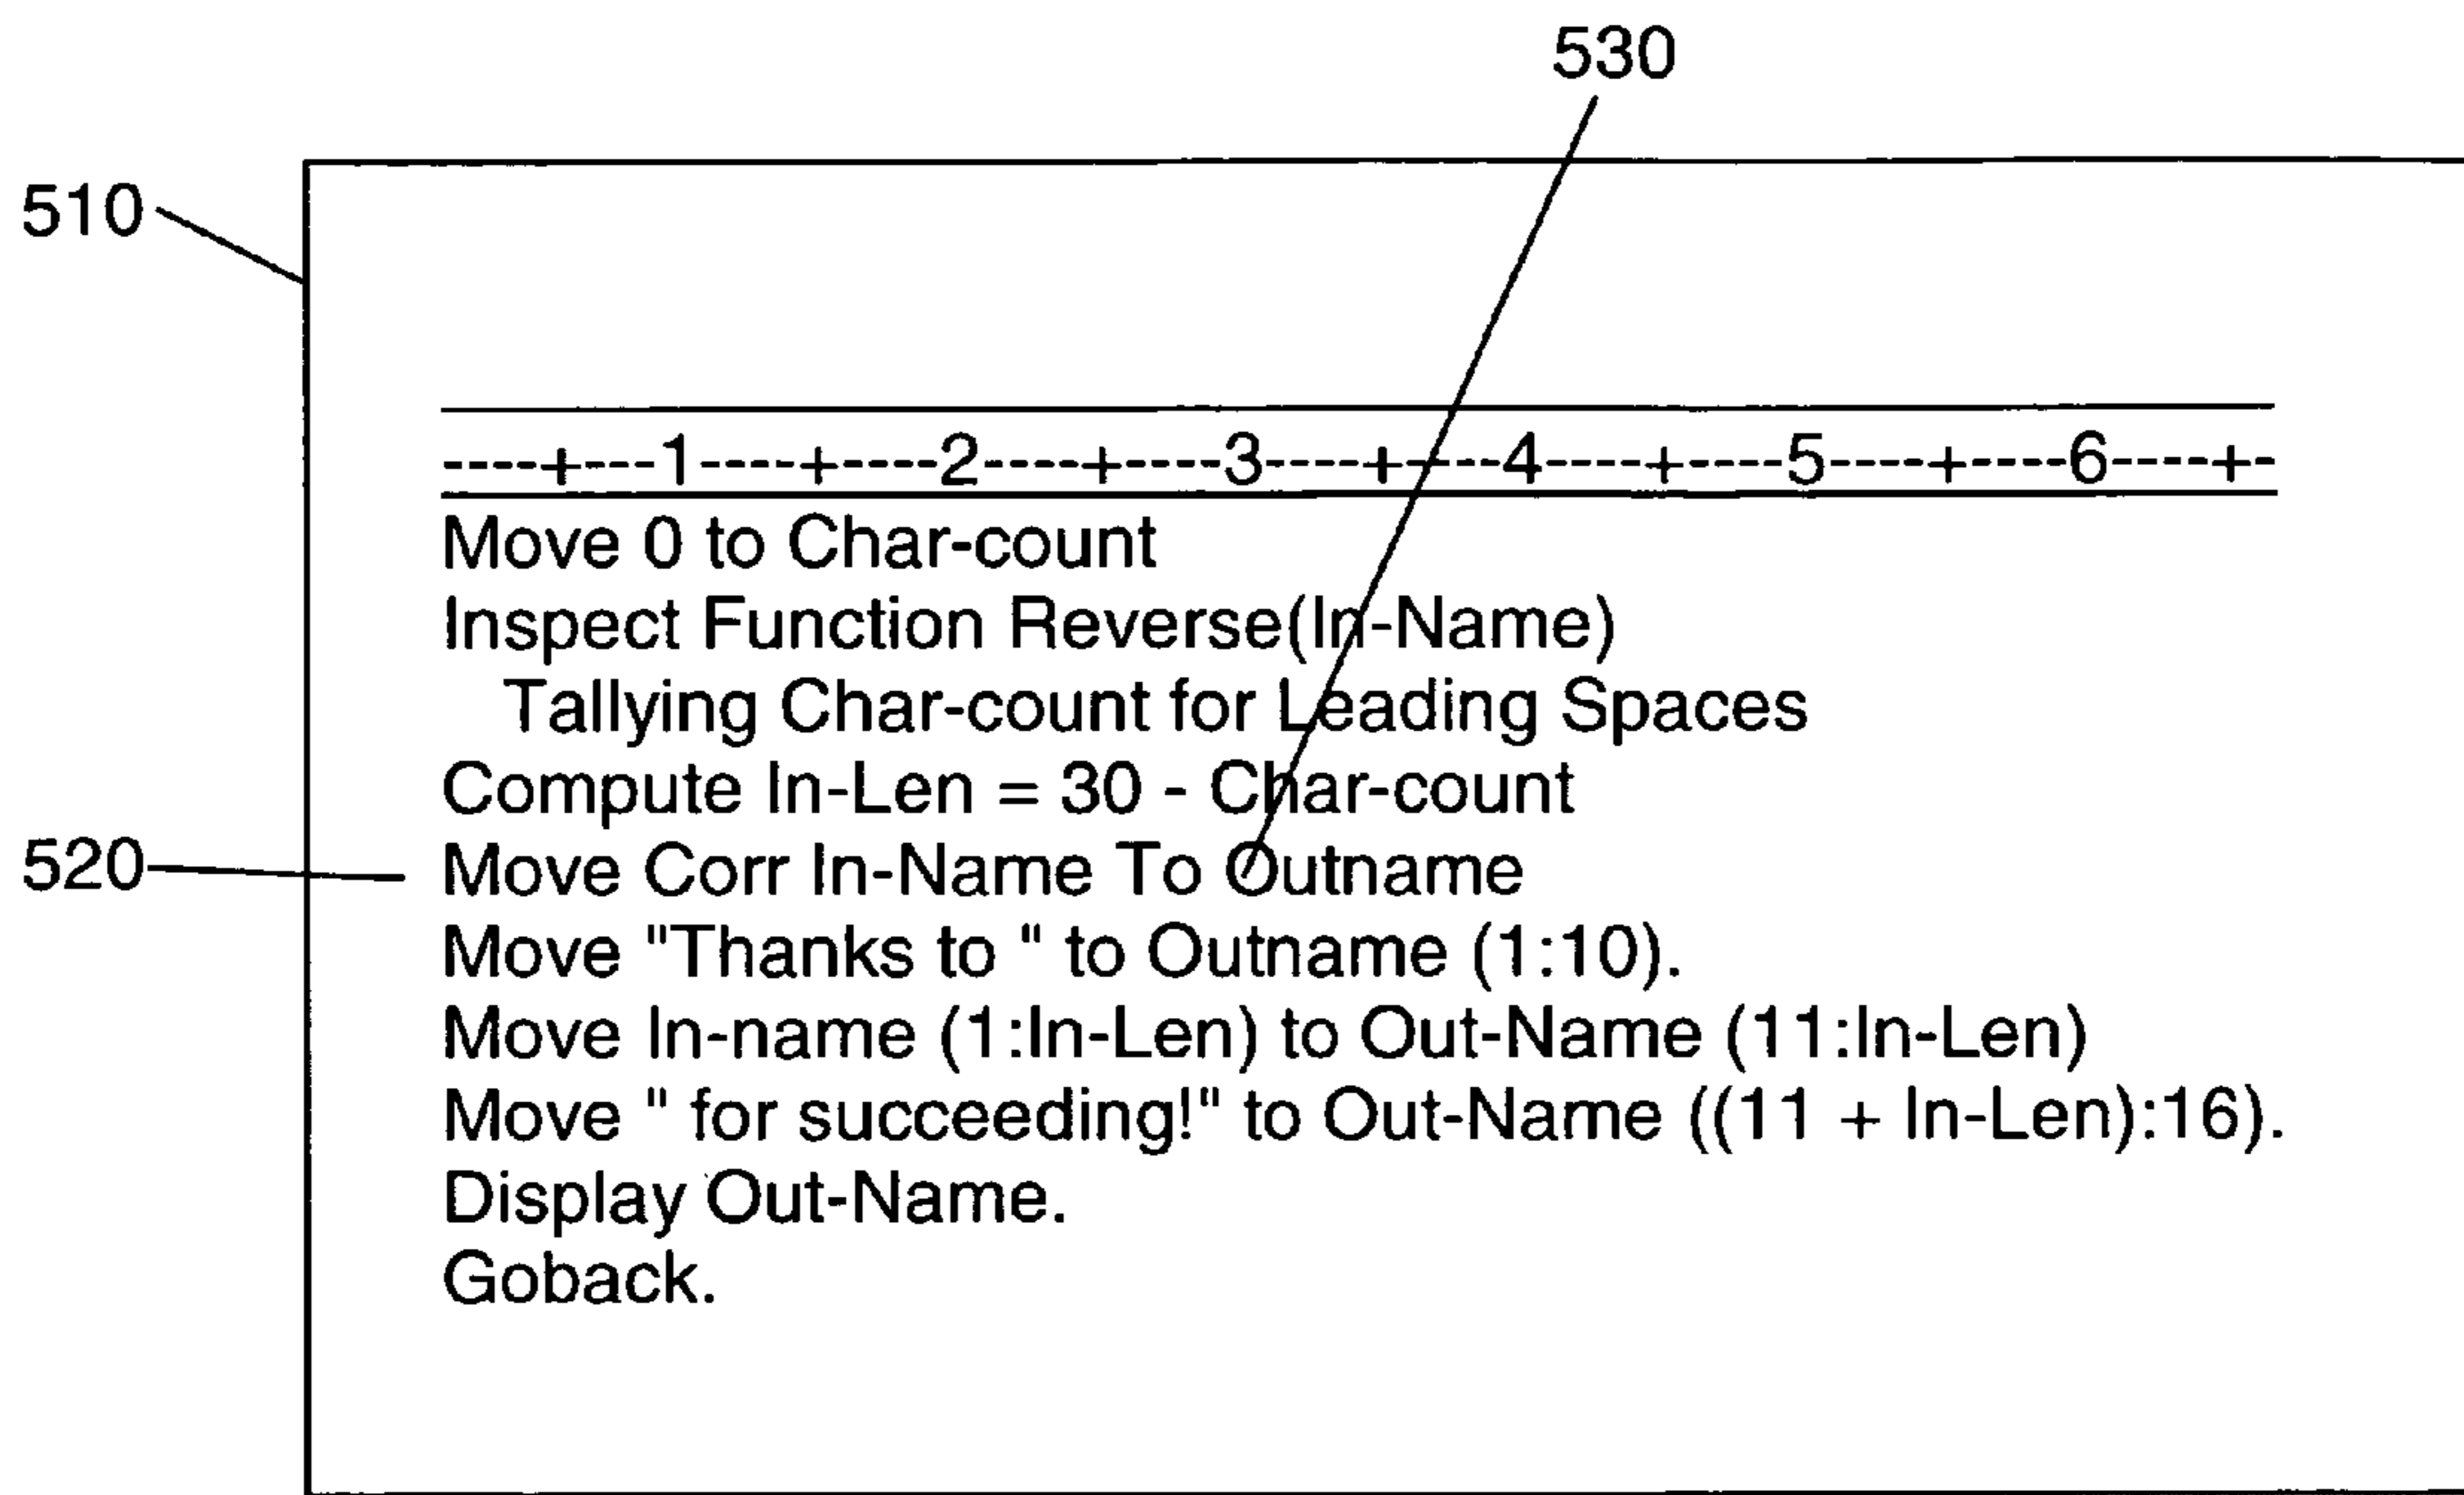 530
510
----+---1----+----2----+----3----+----4----+----5----+----6----+-
Move 0 to Char-count
Inspect Function Reverse(In-Name)
Tallying Char-count for Leading Spaces
Compute In-Len = 30 - Char-count
520
Move Corr In-Name To Outname
Move "Thanks to " to Outname (1:10).
Move In-name (1:In-Len) to Out-Name (11:In-Len)
Move " for succeeding!" to Out-Name ((11 + In-Len):16).
Display Out-Name.
Goback.